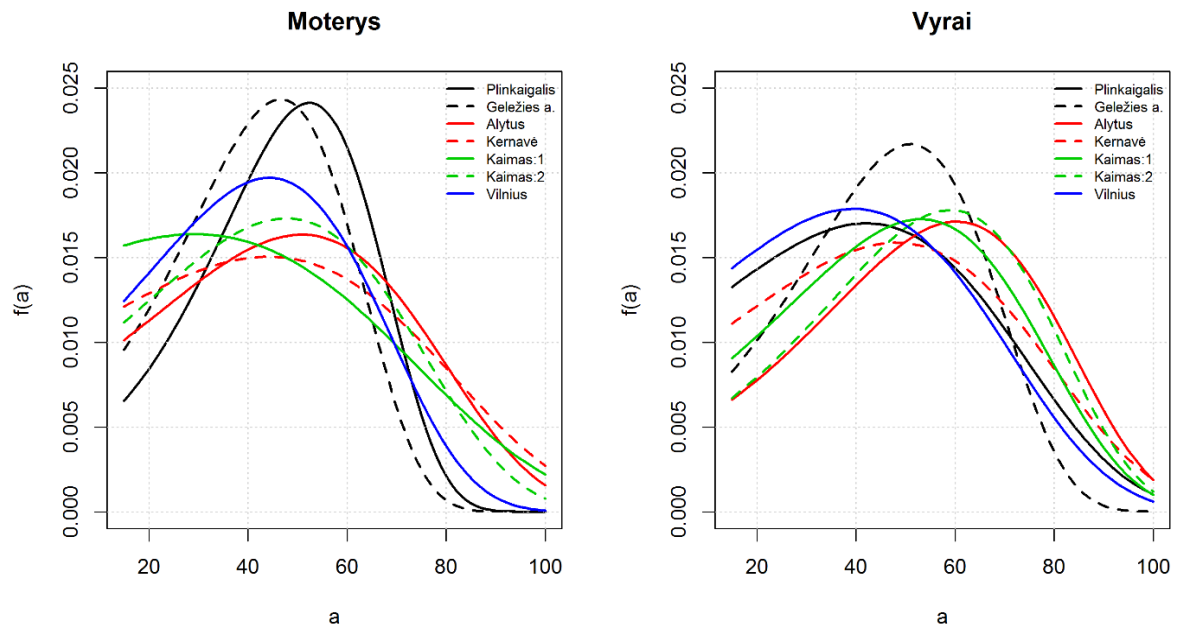 Moterys
f(a)
0.025
0.020
0.015
0.010
0.005
0.000
Plinkaigalis
Geležies a.
Alytus
Kernavė
Kaimas:1
Kaimas:2
Vilnius
20 40 60 80 100
a
Vyrai
f(a)
0.025
0.020
0.015
0.010
0.005
0.000
Plinkaigalis
Geležies a.
Alytus
Kernavė
Kaimas:1
Kaimas:2
Vilnius
20 40 60 80 100
a